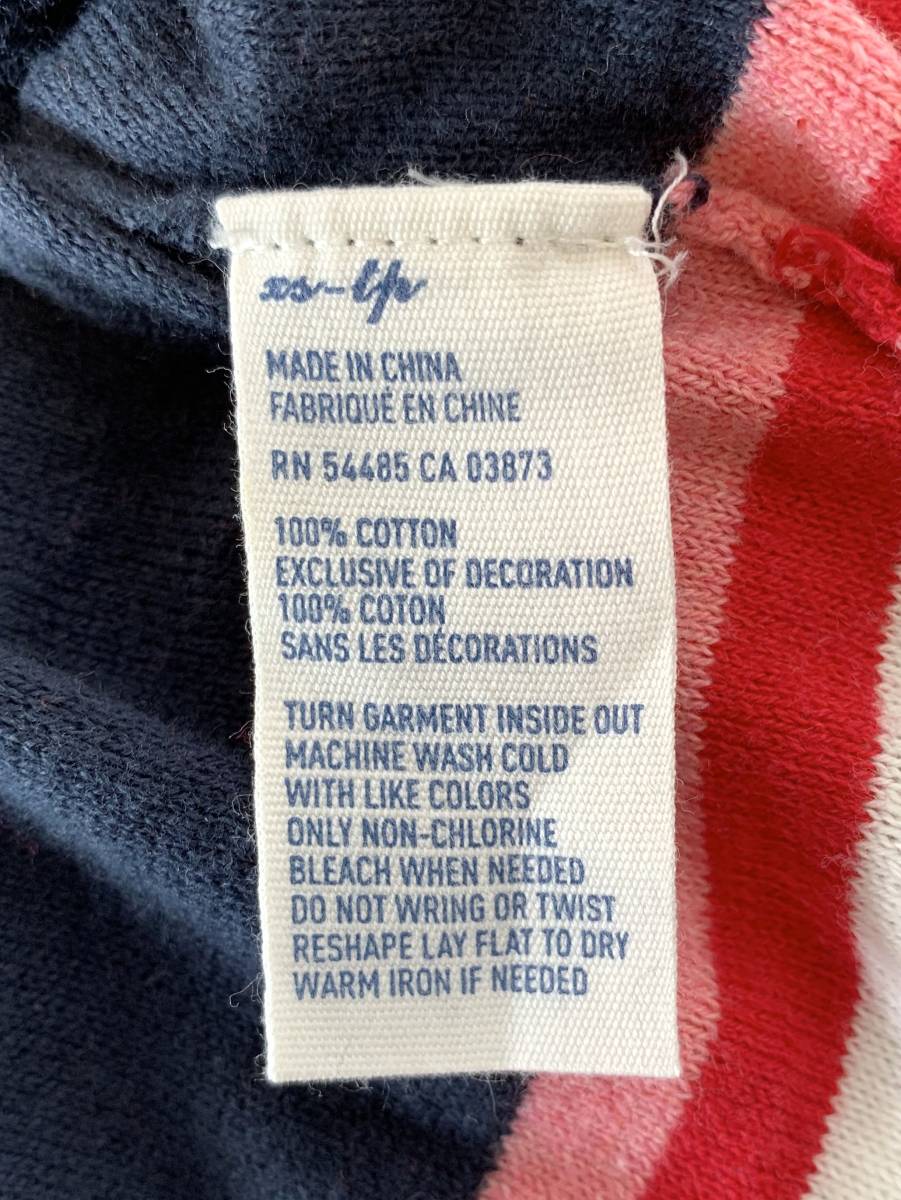 xs-lp
MADE IN CHINA
FABRIQUÉ EN CHINE
RN 54485 CA 03873
100% COTTON
EXCLUSIVE OF DECORATION
100% COTON
SANS LES DÉCORATIONS
TURN GARMENT INSIDE OUT
MACHINE WASH COLD
WITH LIKE COLORS
ONLY NON-CHLORINE
BLEACH WHEN NEEDED
DO NOT WRING OR TWIST
RESHAPE LAY FLAT TO DRY
WARM IRON IF NEEDED